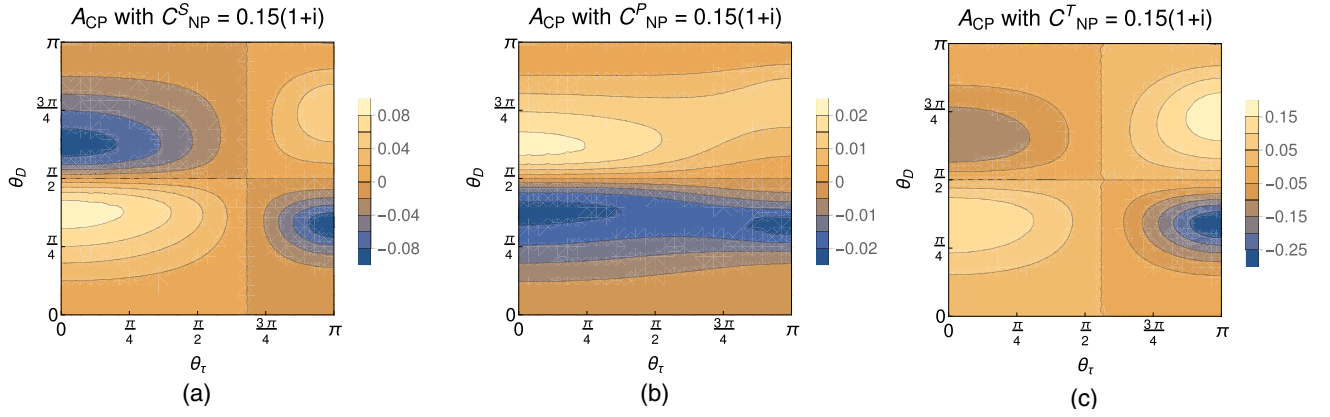 A_CP with C^S_NP = 0.15(1+i)
π
3π/4
π/2
π/4
0
θ_D
0
π/4
π/2
3π/4
π
θ_τ
0.08
0.04
0
−0.04
−0.08
(a)
A_CP with C^P_NP = 0.15(1+i)
π
3π/4
π/2
π/4
0
θ_D
0
π/4
π/2
3π/4
π
θ_τ
0.02
0.01
0
−0.01
−0.02
(b)
A_CP with C^T_NP = 0.15(1+i)
π
3π/4
π/2
π/4
0
θ_D
0
π/4
π/2
3π/4
π
θ_τ
0.15
0.05
−0.05
−0.15
−0.25
(c)